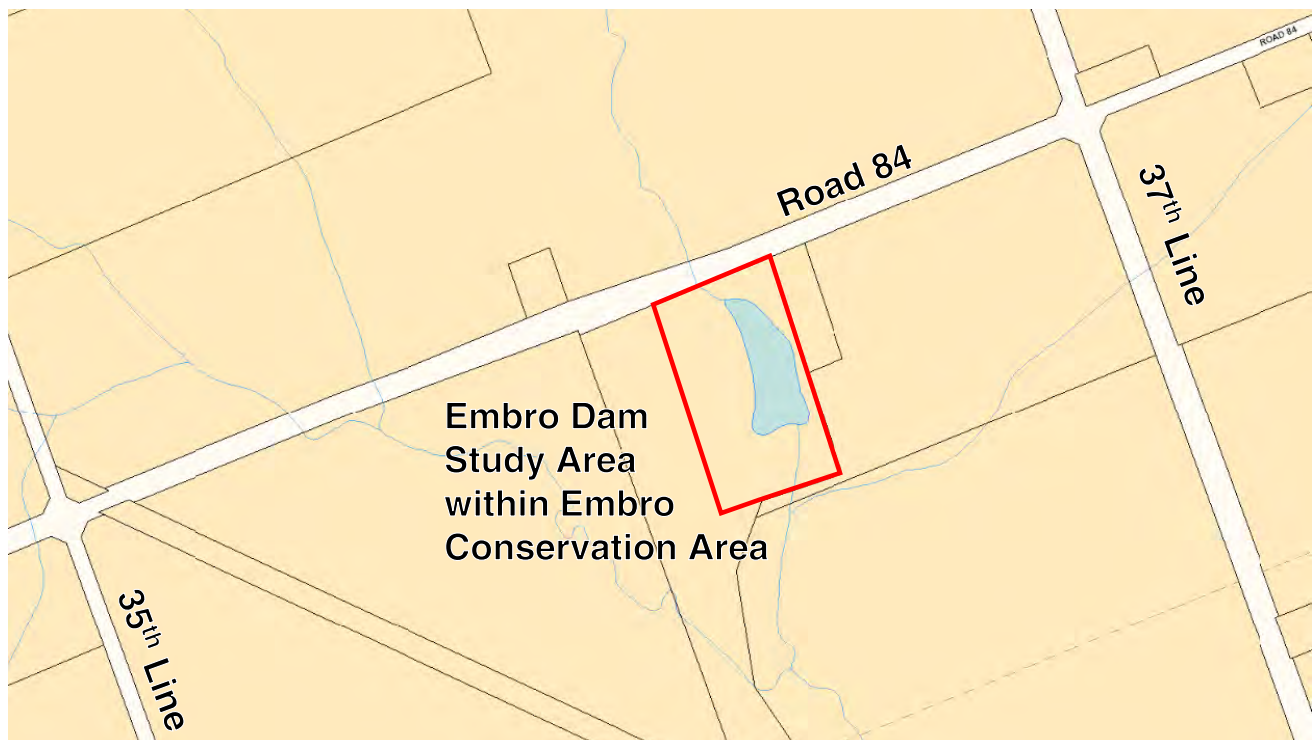 ROAD 84
Road 84
37th Line
Embro Dam
Study Area
within Embro
Conservation Area
35th Line